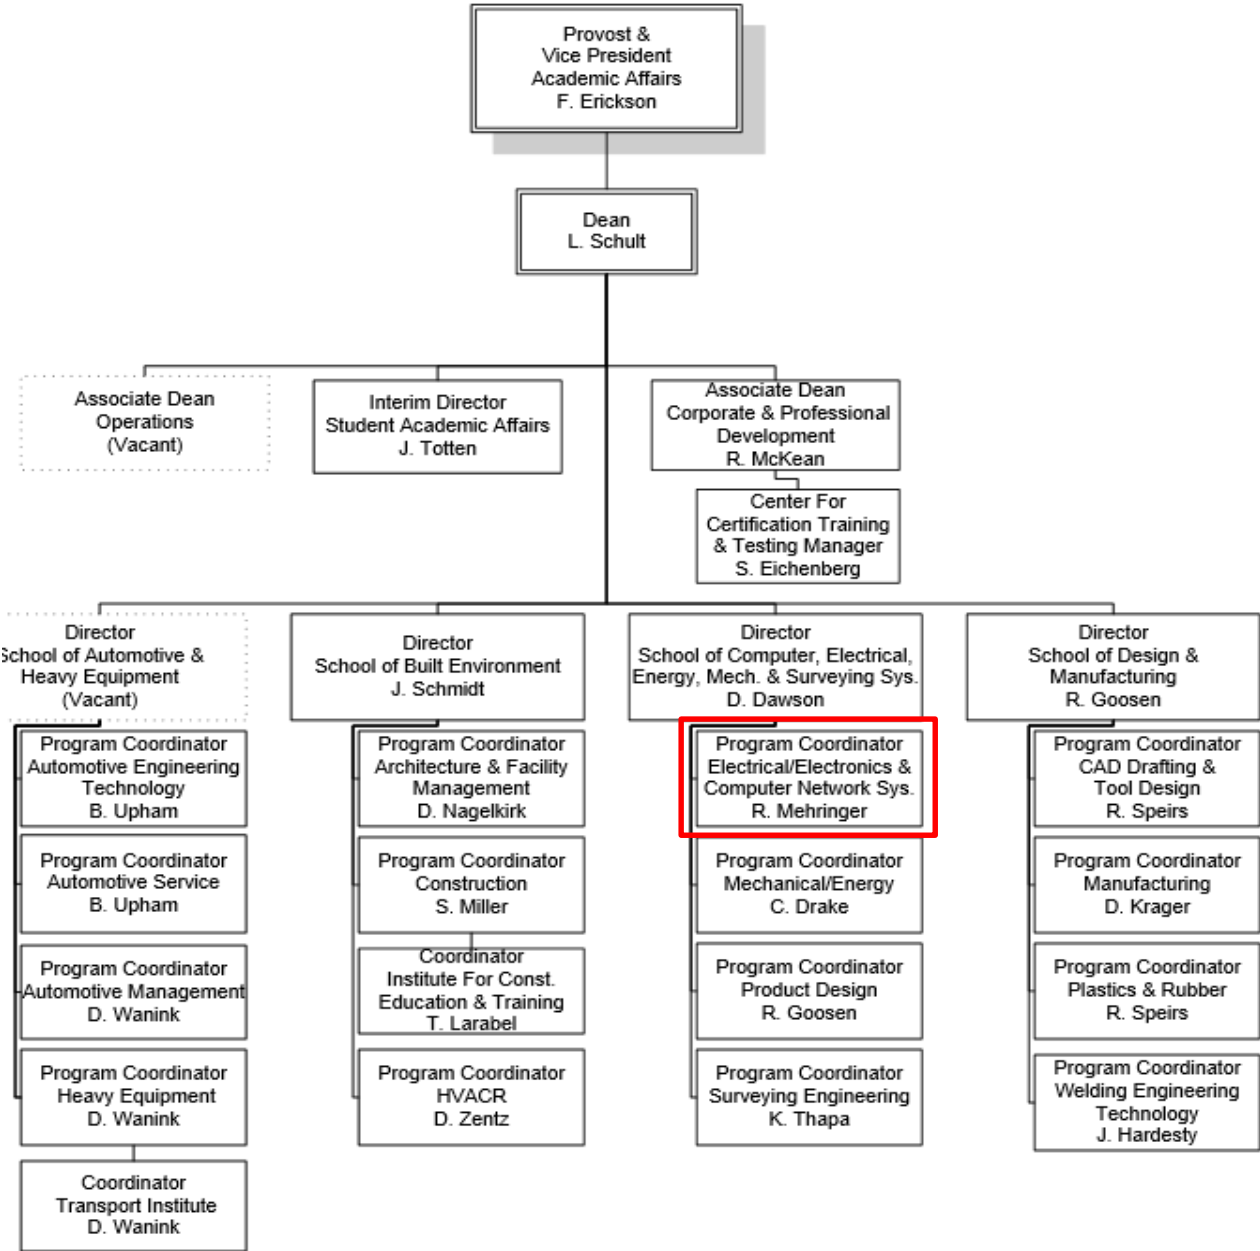 Provost &
Vice President
Academic Affairs
F. Erickson
Dean
L. Schult
Associate Dean
Operations
(Vacant)
Interim Director
Student Academic Affairs
J. Totten
Associate Dean
Corporate & Professional
Development
R. McKean
Center For
Certification Training
& Testing Manager
S. Eichenberg
Director
School of Automotive &
Heavy Equipment
(Vacant)
Director
School of Built Environment
J. Schmidt
Director
School of Computer, Electrical,
Energy, Mech. & Surveying Sys.
D. Dawson
Director
School of Design &
Manufacturing
R. Goosen
Program Coordinator
Automotive Engineering
Technology
B. Upham
Program Coordinator
Automotive Service
B. Upham
Program Coordinator
Automotive Management
D. Wanink
Program Coordinator
Heavy Equipment
D. Wanink
Coordinator
Transport Institute
D. Wanink
Program Coordinator
Architecture & Facility
Management
D. Nagelkirk
Program Coordinator
Construction
S. Miller
Coordinator
Institute For Const.
Education & Training
T. Larabel
Program Coordinator
HVACR
D. Zentz
Program Coordinator
Electrical/Electronics &
Computer Network Sys.
R. Mehringer
Program Coordinator
Mechanical/Energy
C. Drake
Program Coordinator
Product Design
R. Goosen
Program Coordinator
Surveying Engineering
K. Thapa
Program Coordinator
CAD Drafting &
Tool Design
R. Speirs
Program Coordinator
Manufacturing
D. Krager
Program Coordinator
Plastics & Rubber
R. Speirs
Program Coordinator
Welding Engineering
Technology
J. Hardesty